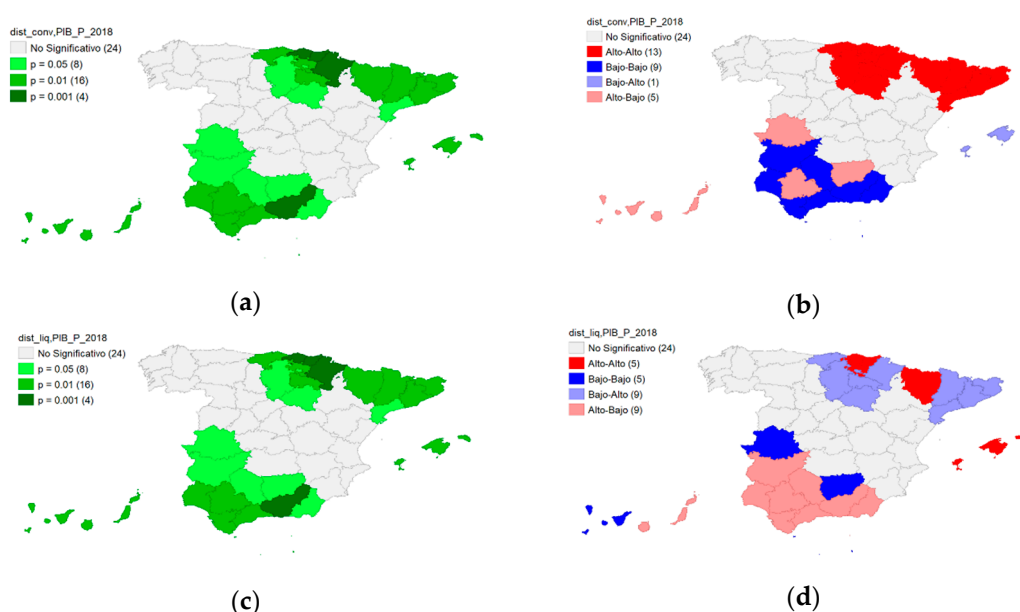 dist_conv,PIB_P_2018
No Significativo (24)
p = 0.05 (8)
p = 0.01 (16)
p = 0.001 (4)
(a)
dist_conv,PIB_P_2018
No Significativo (24)
Alto-Alto (13)
Bajo-Bajo (9)
Bajo-Alto (1)
Alto-Bajo (5)
(b)
dist_liq,PIB_P_2018
No Significativo (24)
p = 0.05 (8)
p = 0.01 (16)
p = 0.001 (4)
(c)
dist_liq,PIB_P_2018
No Significativo (24)
Alto-Alto (5)
Bajo-Bajo (5)
Bajo-Alto (9)
Alto-Bajo (9)
(d)